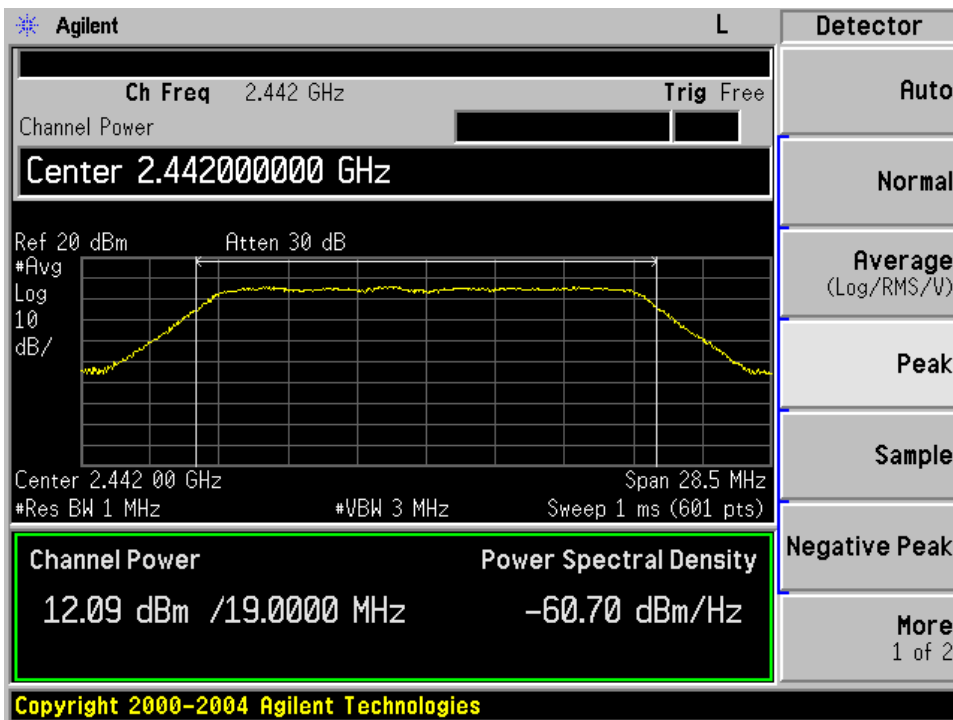 Agilent L
Ch Freq 2.442 GHz Trig Free
Channel Power
Center 2.442000000 GHz
Ref 20 dBm Atten 30 dB
#Avg
Log
10
dB/
Center 2.442 00 GHz Span 28.5 MHz
#Res BW 1 MHz #VBW 3 MHz Sweep 1 ms (601 pts)
Channel Power Power Spectral Density
12.09 dBm /19.0000 MHz -60.70 dBm/Hz
Copyright 2000-2004 Agilent Technologies
Detector
Auto
Normal
Average
(Log/RMS/V)
Peak
Sample
Negative Peak
More
1 of 2